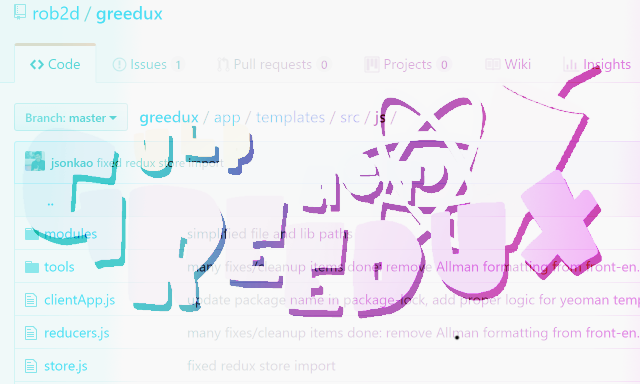 rob2d / greedux
Code Issues 1 Pull requests 0 Projects 0 Wiki Insights
Branch: master greedux / app / templates / src / js /
jsonkao fixed redux store import
..
GREEDUX
modules simplified file and lib paths
tools many fixes/cleanup items done: remove Allman formatting from front-en.
clientApp.js update package name in package-lock, add proper logic for yeoman temp
reducers.js many fixes/cleanup items done: remove Allman formatting from front-en.
store.js fixed redux store import